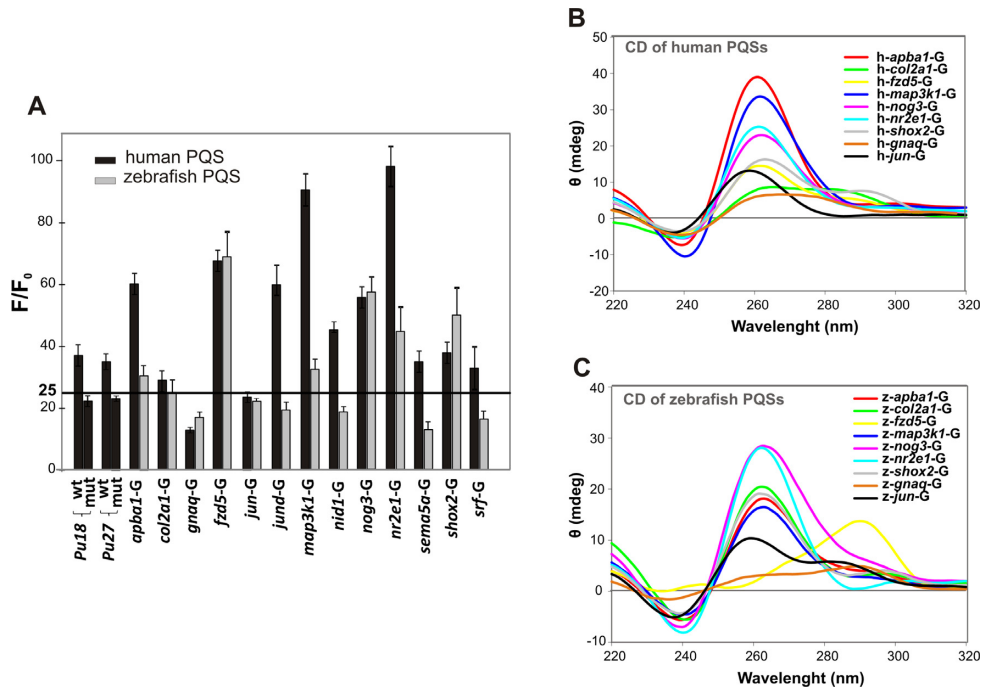 A
human PQS
zebrafish PQS
F/F0
100
80
60
40
25
20
0
Pu18 { wt mut
Pu27 { wt mut
apba1-G
col2a1-G
gnaq-G
fzd5-G
jun-G
jund-G
map3k1-G
nid1-G
nog3-G
nr2e1-G
sema5a-G
shox2-G
srf-G
B
CD of human PQSs
θ (mdeg)
50
40
30
20
10
0
-10
-20
220 240 260 280 300 320
Wavelenght (nm)
h-apba1-G
h-col2a1-G
h-fzd5-G
h-map3k1-G
h-nog3-G
h-nr2e1-G
h-shox2-G
h-gnaq-G
h-jun-G
C
CD of zebrafish PQSs
θ (mdeg)
40
30
20
10
0
-10
220 240 260 280 300 320
Wavelenght (nm)
z-apba1-G
z-col2a1-G
z-fzd5-G
z-map3k1-G
z-nog3-G
z-nr2e1-G
z-shox2-G
z-gnaq-G
z-jun-G